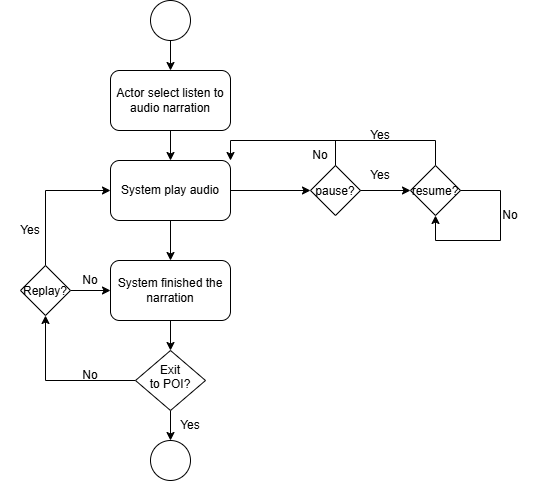 Actor select listen to
audio narration
Yes
No
System play audio
pause?
Yes
resume?
No
Yes
Replay?
No
System finished the
narration
Exit
to POI?
No
Yes